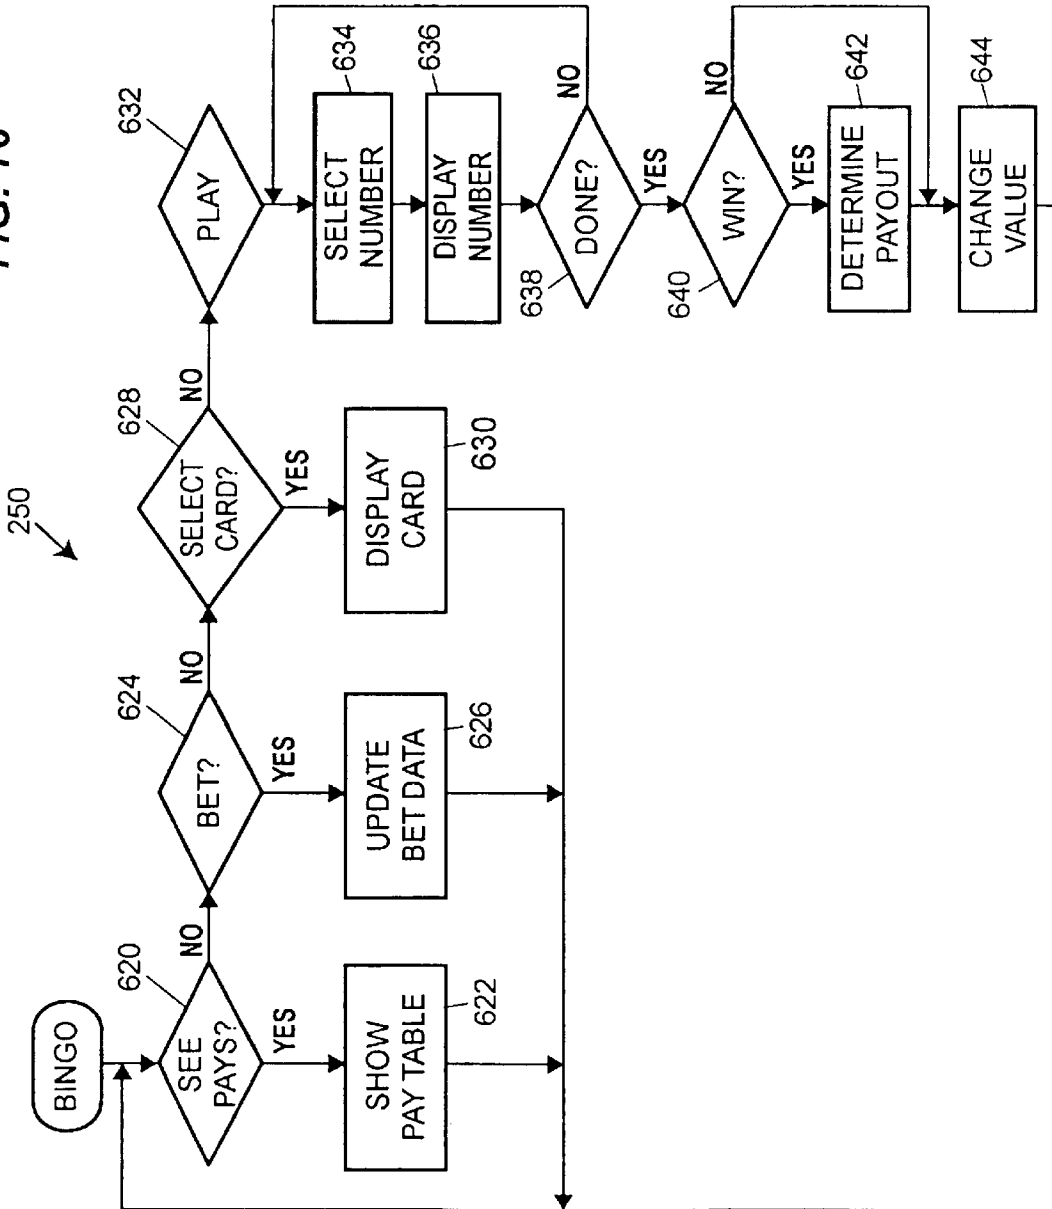 FIG.
250
BINGO
620
SEE
PAYS?
NO
YES
SHOW
PAY TABLE
622
624
BET?
NO
YES
UPDATE
BET DATA
626
628
SELECT
CARD?
NO
YES
DISPLAY
CARD
630
632
PLAY
634
SELECT
NUMBER
636
DISPLAY
NUMBER
638
DONE?
NO
YES
640
WIN?
NO
YES
642
DETERMINE
PAYOUT
644
CHANGE
VALUE